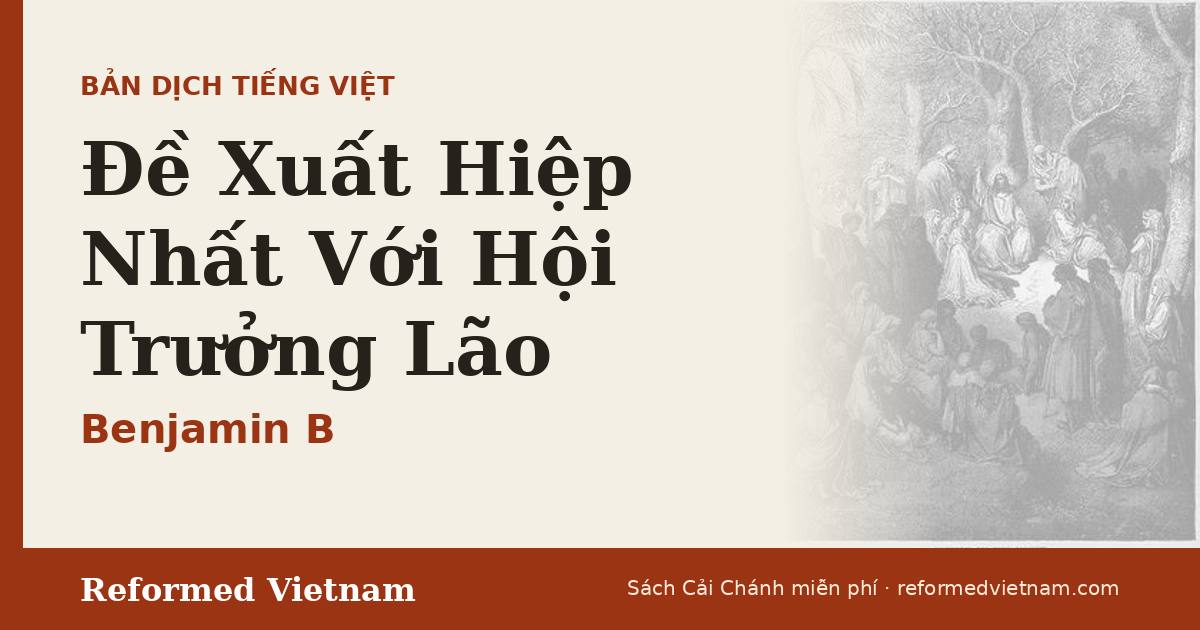 BẢN DỊCH TIẾNG VIỆT
Đề Xuất Hiệp
Nhất Với Hội
Trưởng Lão
Benjamin B
Reformed Vietnam
Sách Cải Chánh miễn phí · reformedvietnam.com